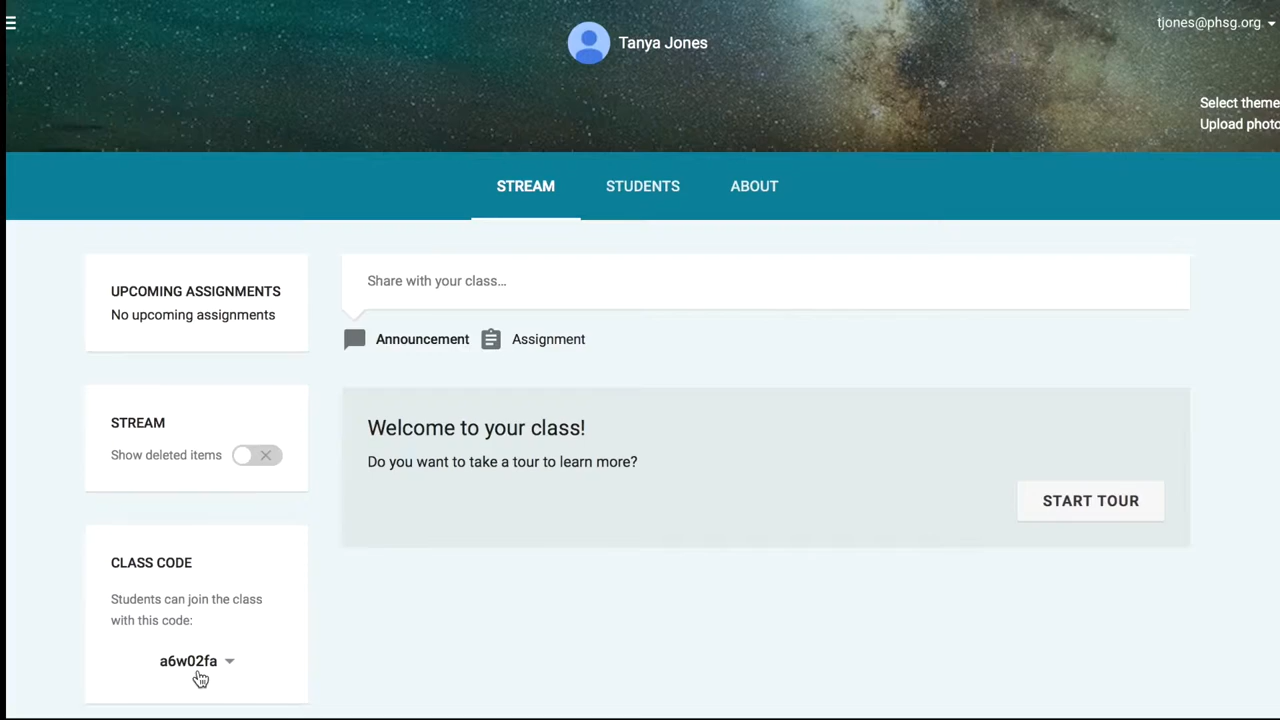 Tanya Jones
tjones@phsg.org
Select theme
Upload photo
STREAM
STUDENTS
ABOUT
UPCOMING ASSIGNMENTS
No upcoming assignments
STREAM
Show deleted items
CLASS CODE
Students can join the class
with this code:
a6w02fa
Share with your class...
Announcement
Assignment
Welcome to your class!
Do you want to take a tour to learn more?
START TOUR